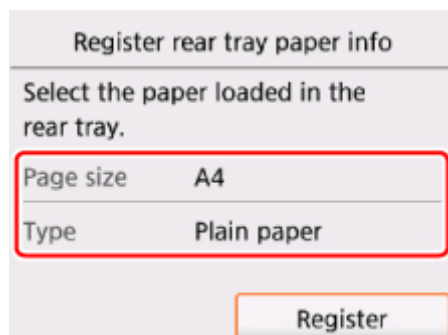 Register rear tray paper info
Select the paper loaded in the
rear tray.
Page size A4
Type Plain paper
Register